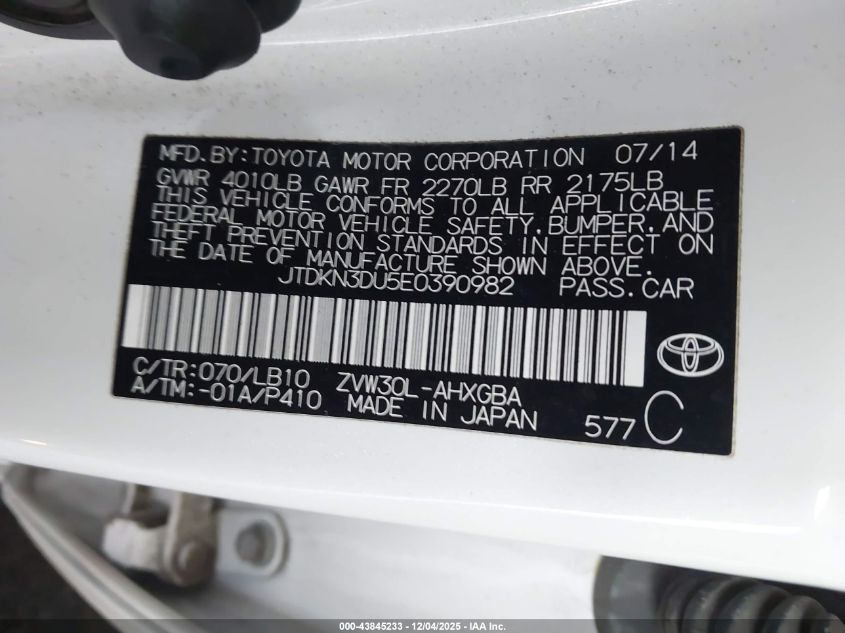 MFD.BY:TOYOTA MOTOR CORPORATION 07/14
GVWR 4010LB GAWR FR 2270LB RR 2175LB
THIS VEHICLE CONFORMS TO ALL APPLICABLE
FEDERAL MOTOR VEHICLE SAFETY,BUMPER,AND
THEFT PREVENTION STANDARDS IN EFFECT ON
THE DATE OF MANUFACTURE SHOWN ABOVE.
JTDKN3DU5E0390982 PASS.CAR
C/TR:070/LB10 ZVW30L-AHXGBA
A/TM:-01A/P410 MADE IN JAPAN
577 C
000-43845233 - 12/04/2025 - IAA Inc.